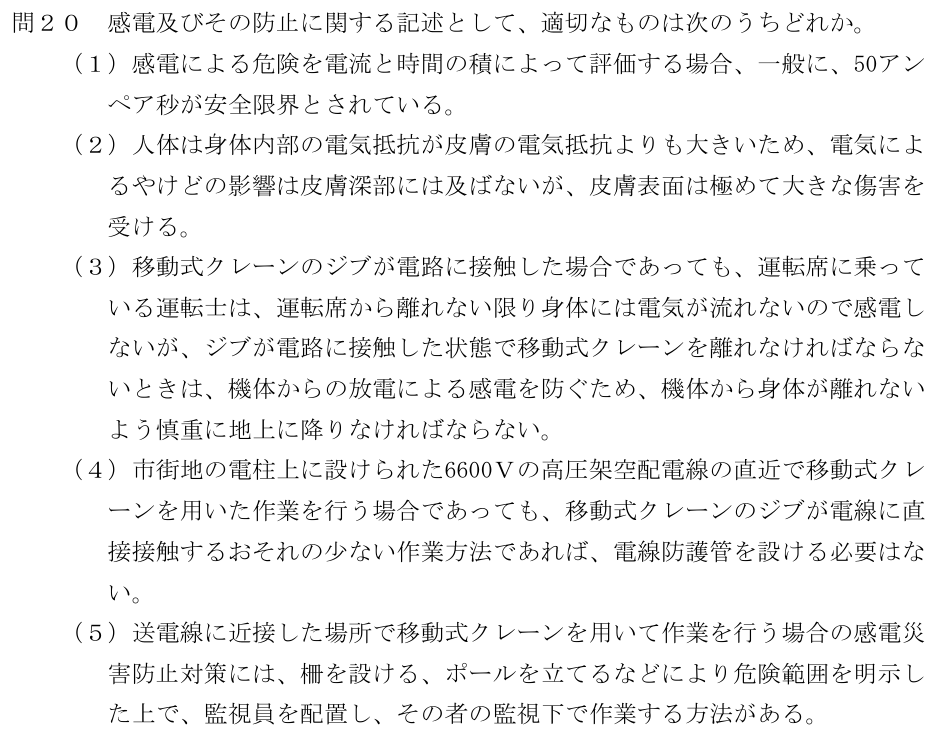 問２０　感電及びその防止に関する記述として、適切なものは次のうちどれか。
（１）感電による危険を電流と時間の積によって評価する場合、一般に、50アン
ペア秒が安全限界とされている。
（２）人体は身体内部の電気抵抗が皮膚の電気抵抗よりも大きいため、電気によ
るやけどの影響は皮膚深部には及ばないが、皮膚表面は極めて大きな傷害を
受ける。
（３）移動式クレーンのジブが電路に接触した場合であっても、運転席に乗って
いる運転士は、運転席から離れない限り身体には電気が流れないので感電し
ないが、ジブが電路に接触した状態で移動式クレーンを離れなければならな
いときは、機体からの放電による感電を防ぐため、機体から身体が離れない
よう慎重に地上に降りなければならない。
（４）市街地の電柱上に設けられた6600Ｖの高圧架空配電線の直近で移動式クレ
ーンを用いた作業を行う場合であっても、移動式クレーンのジブが電線に直
接接触するおそれの少ない作業方法であれば、電線防護管を設ける必要はな
い。
（５）送電線に近接した場所で移動式クレーンを用いて作業を行う場合の感電災
害防止対策には、柵を設ける、ポールを立てるなどにより危険範囲を明示し
た上で、監視員を配置し、その者の監視下で作業する方法がある。